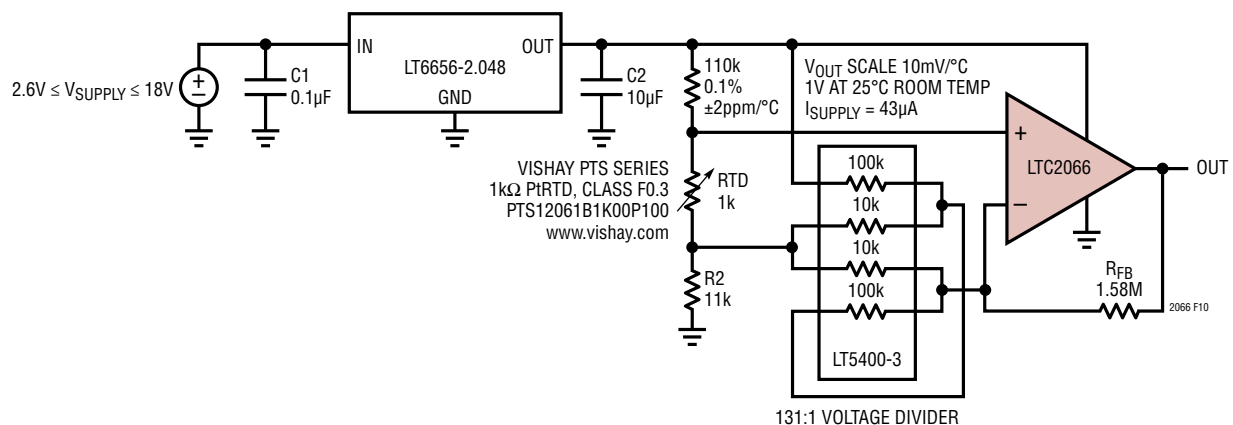 IN
LT6656-2.048
OUT
GND
+
–
2.6V ≤ VSUPPLY ≤ 18V
C1
0.1µF
C2
10µF
110k
0.1%
±2ppm/°C
VOUT SCALE 10mV/°C
1V AT 25°C ROOM TEMP
ISUPPLY = 43µA
VISHAY PTS SERIES
1kΩ PtRTD, CLASS F0.3
PTS12061B1K00P100
www.vishay.com
RTD
1k
R2
11k
100k
10k
10k
100k
LT5400-3
131:1 VOLTAGE DIVIDER
+
–
LTC2066
OUT
RFB
1.58M
2066 F10